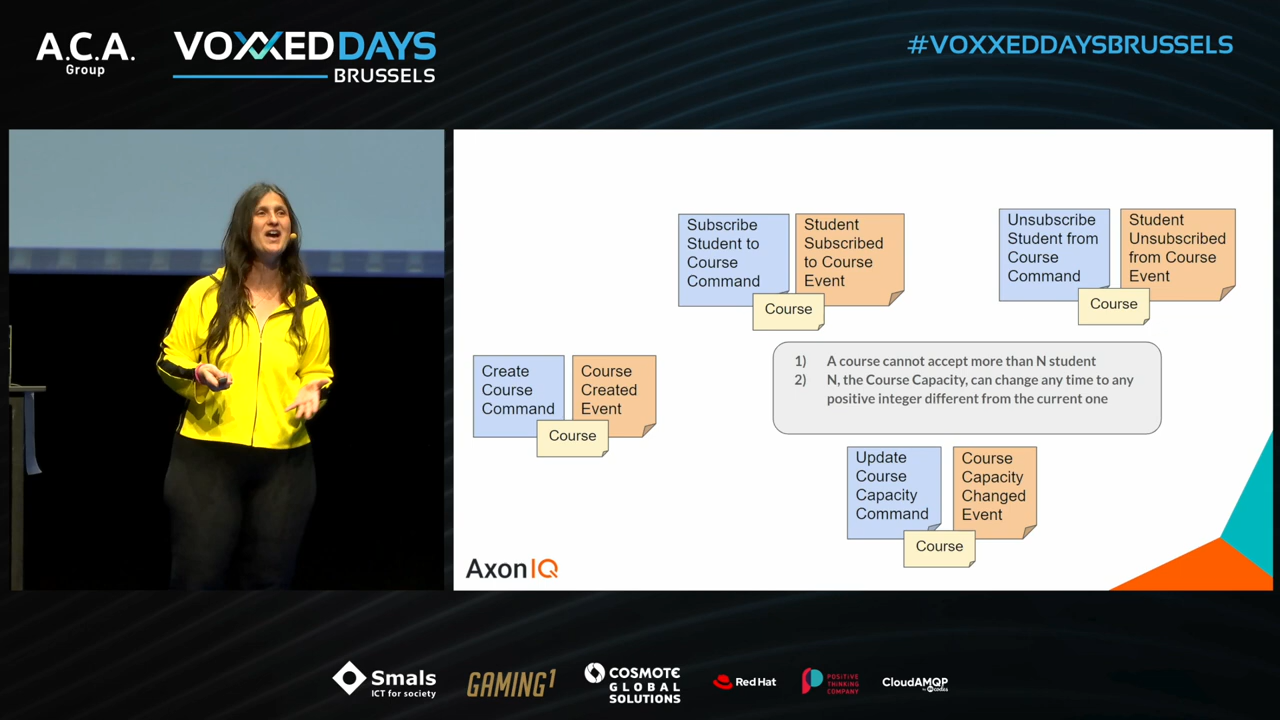 A.C.A.
Group
VOXXEDDAYS
BRUSSELS
#VOXXEDDAYSBRUSSELS
Subscribe
Student to
Course
Command
Student
Subscribed
to Course
Event
Course
Unsubscribe
Student from
Course
Command
Student
Unsubscribed
from Course
Event
Course
Create
Course
Command
Course
Created
Event
Course
1) A course cannot accept more than N student
2) N, the Course Capacity, can change any time to any
positive integer different from the current one
Update
Course
Capacity
Command
Course
Capacity
Changed
Event
Course
AxonIQ
Smals
ICT for society
GAMING1
COSMOTE
GLOBAL
SOLUTIONS
Red Hat
POSITIVE
THINKING
COMPANY
CloudAMQP